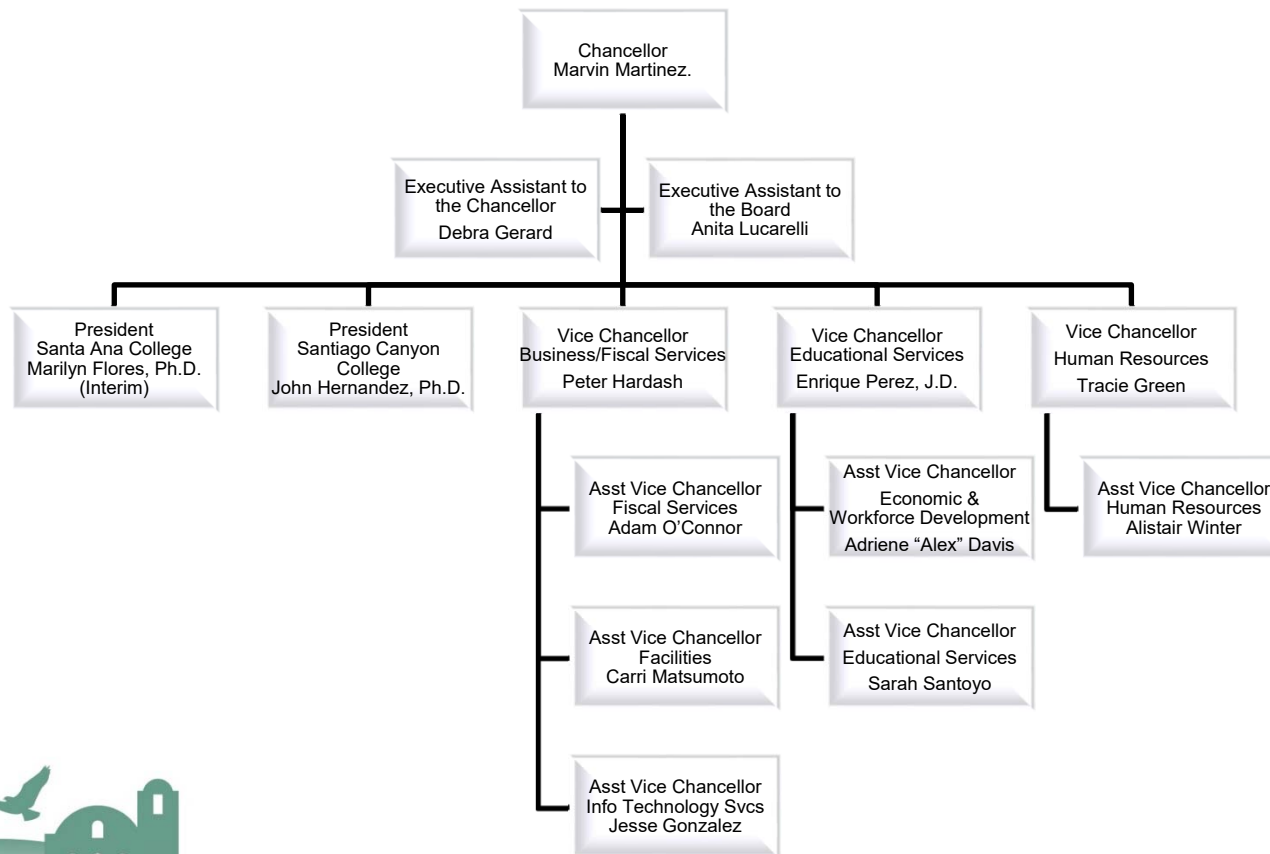 Chancellor
Marvin Martinez.
Executive Assistant to
the Chancellor
Debra Gerard
Executive Assistant to
the Board
Anita Lucarelli
President
Santa Ana College
Marilyn Flores, Ph.D.
(Interim)
President
Santiago Canyon
College
John Hernandez, Ph.D.
Vice Chancellor
Business/Fiscal Services
Peter Hardash
Vice Chancellor
Educational Services
Enrique Perez, J.D.
Vice Chancellor
Human Resources
Tracie Green
Asst Vice Chancellor
Fiscal Services
Adam O’Connor
Asst Vice Chancellor
Economic &
Workforce Development
Adriene “Alex” Davis
Asst Vice Chancellor
Human Resources
Alistair Winter
Asst Vice Chancellor
Facilities
Carri Matsumoto
Asst Vice Chancellor
Educational Services
Sarah Santoyo
Asst Vice Chancellor
Info Technology Svcs
Jesse Gonzalez